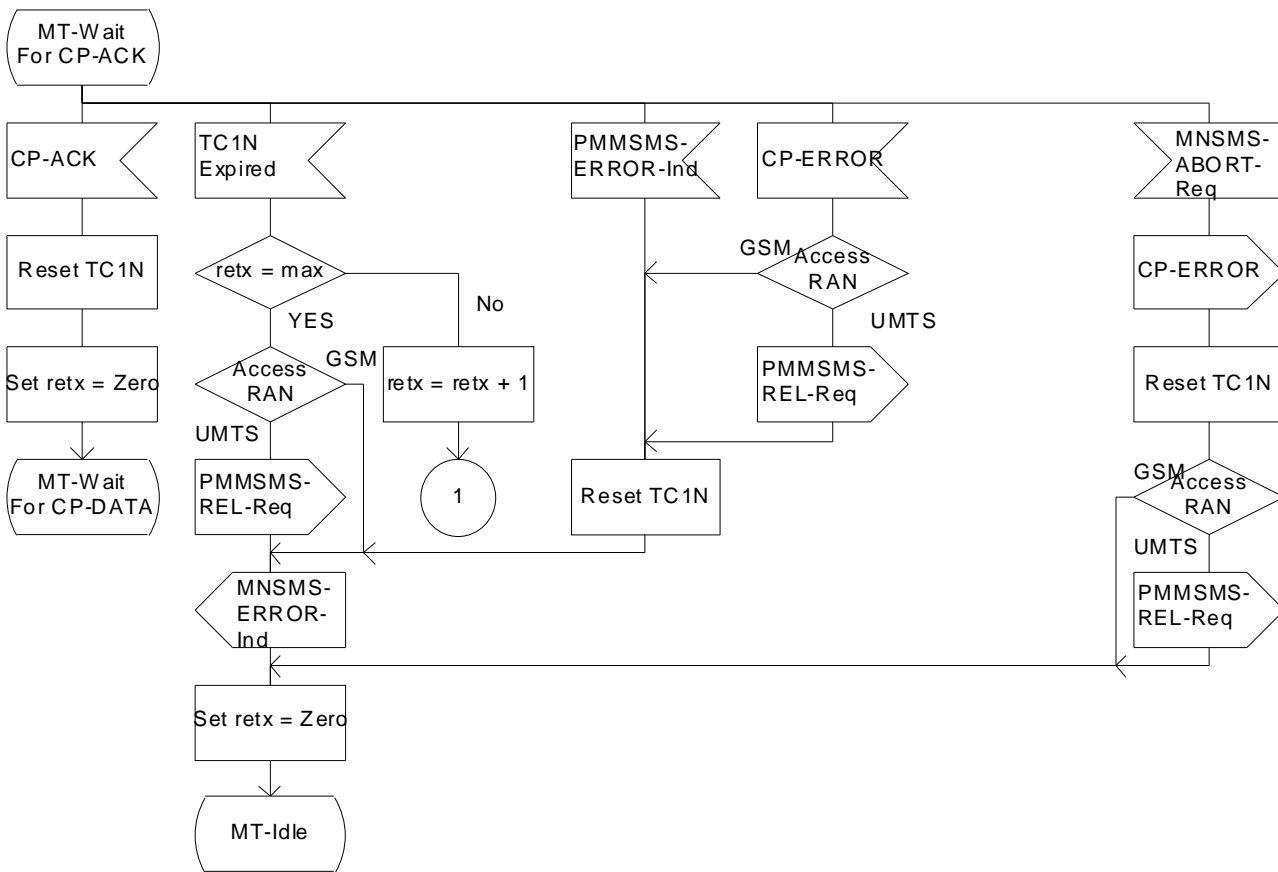 MT-Wait
For CP-ACK
CP-ACK
TC1N
Expired
PMMSMS-
ERROR-Ind
CP-ERROR
MNSMS-
ABORT-
Req
Reset TC1N
retx = max
GSM
Access
RAN
CP-ERROR
No
YES
UMTS
Set retx = Zero
Access
RAN
GSM
retx = retx + 1
PMMSMS-
REL-Req
Reset TC1N
UMTS
MT-Wait
For CP-DATA
PMMSMS-
REL-Req
1
Reset TC1N
GSM
Access
RAN
UMTS
MNSMS-
ERROR-
Ind
PMMSMS-
REL-Req
Set retx = Zero
MT-Idle